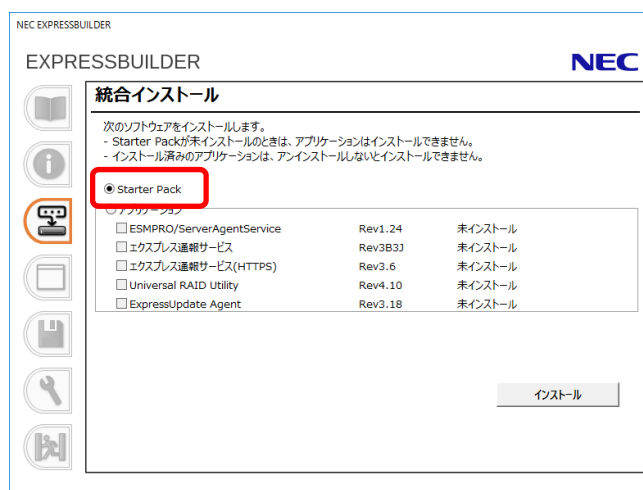 NEC EXPRESSBUILDER
EXPRESSBUILDER
NEC
統合インストール
次のソフトウェアをインストールします。
- Starter Packが未インストールのときは、アプリケーションはインストールできません。
- インストール済みのアプリケーションは、アンインストールしないとインストールできません。
Starter Pack
アプリケーション
ESMPRO/ServerAgentService Rev1.24 未インストール
エクスプレス通報サービス Rev3B3J 未インストール
エクスプレス通報サービス(HTTPS) Rev3.6 未インストール
Universal RAID Utility Rev4.10 未インストール
ExpressUpdate Agent Rev3.18 未インストール
インストール